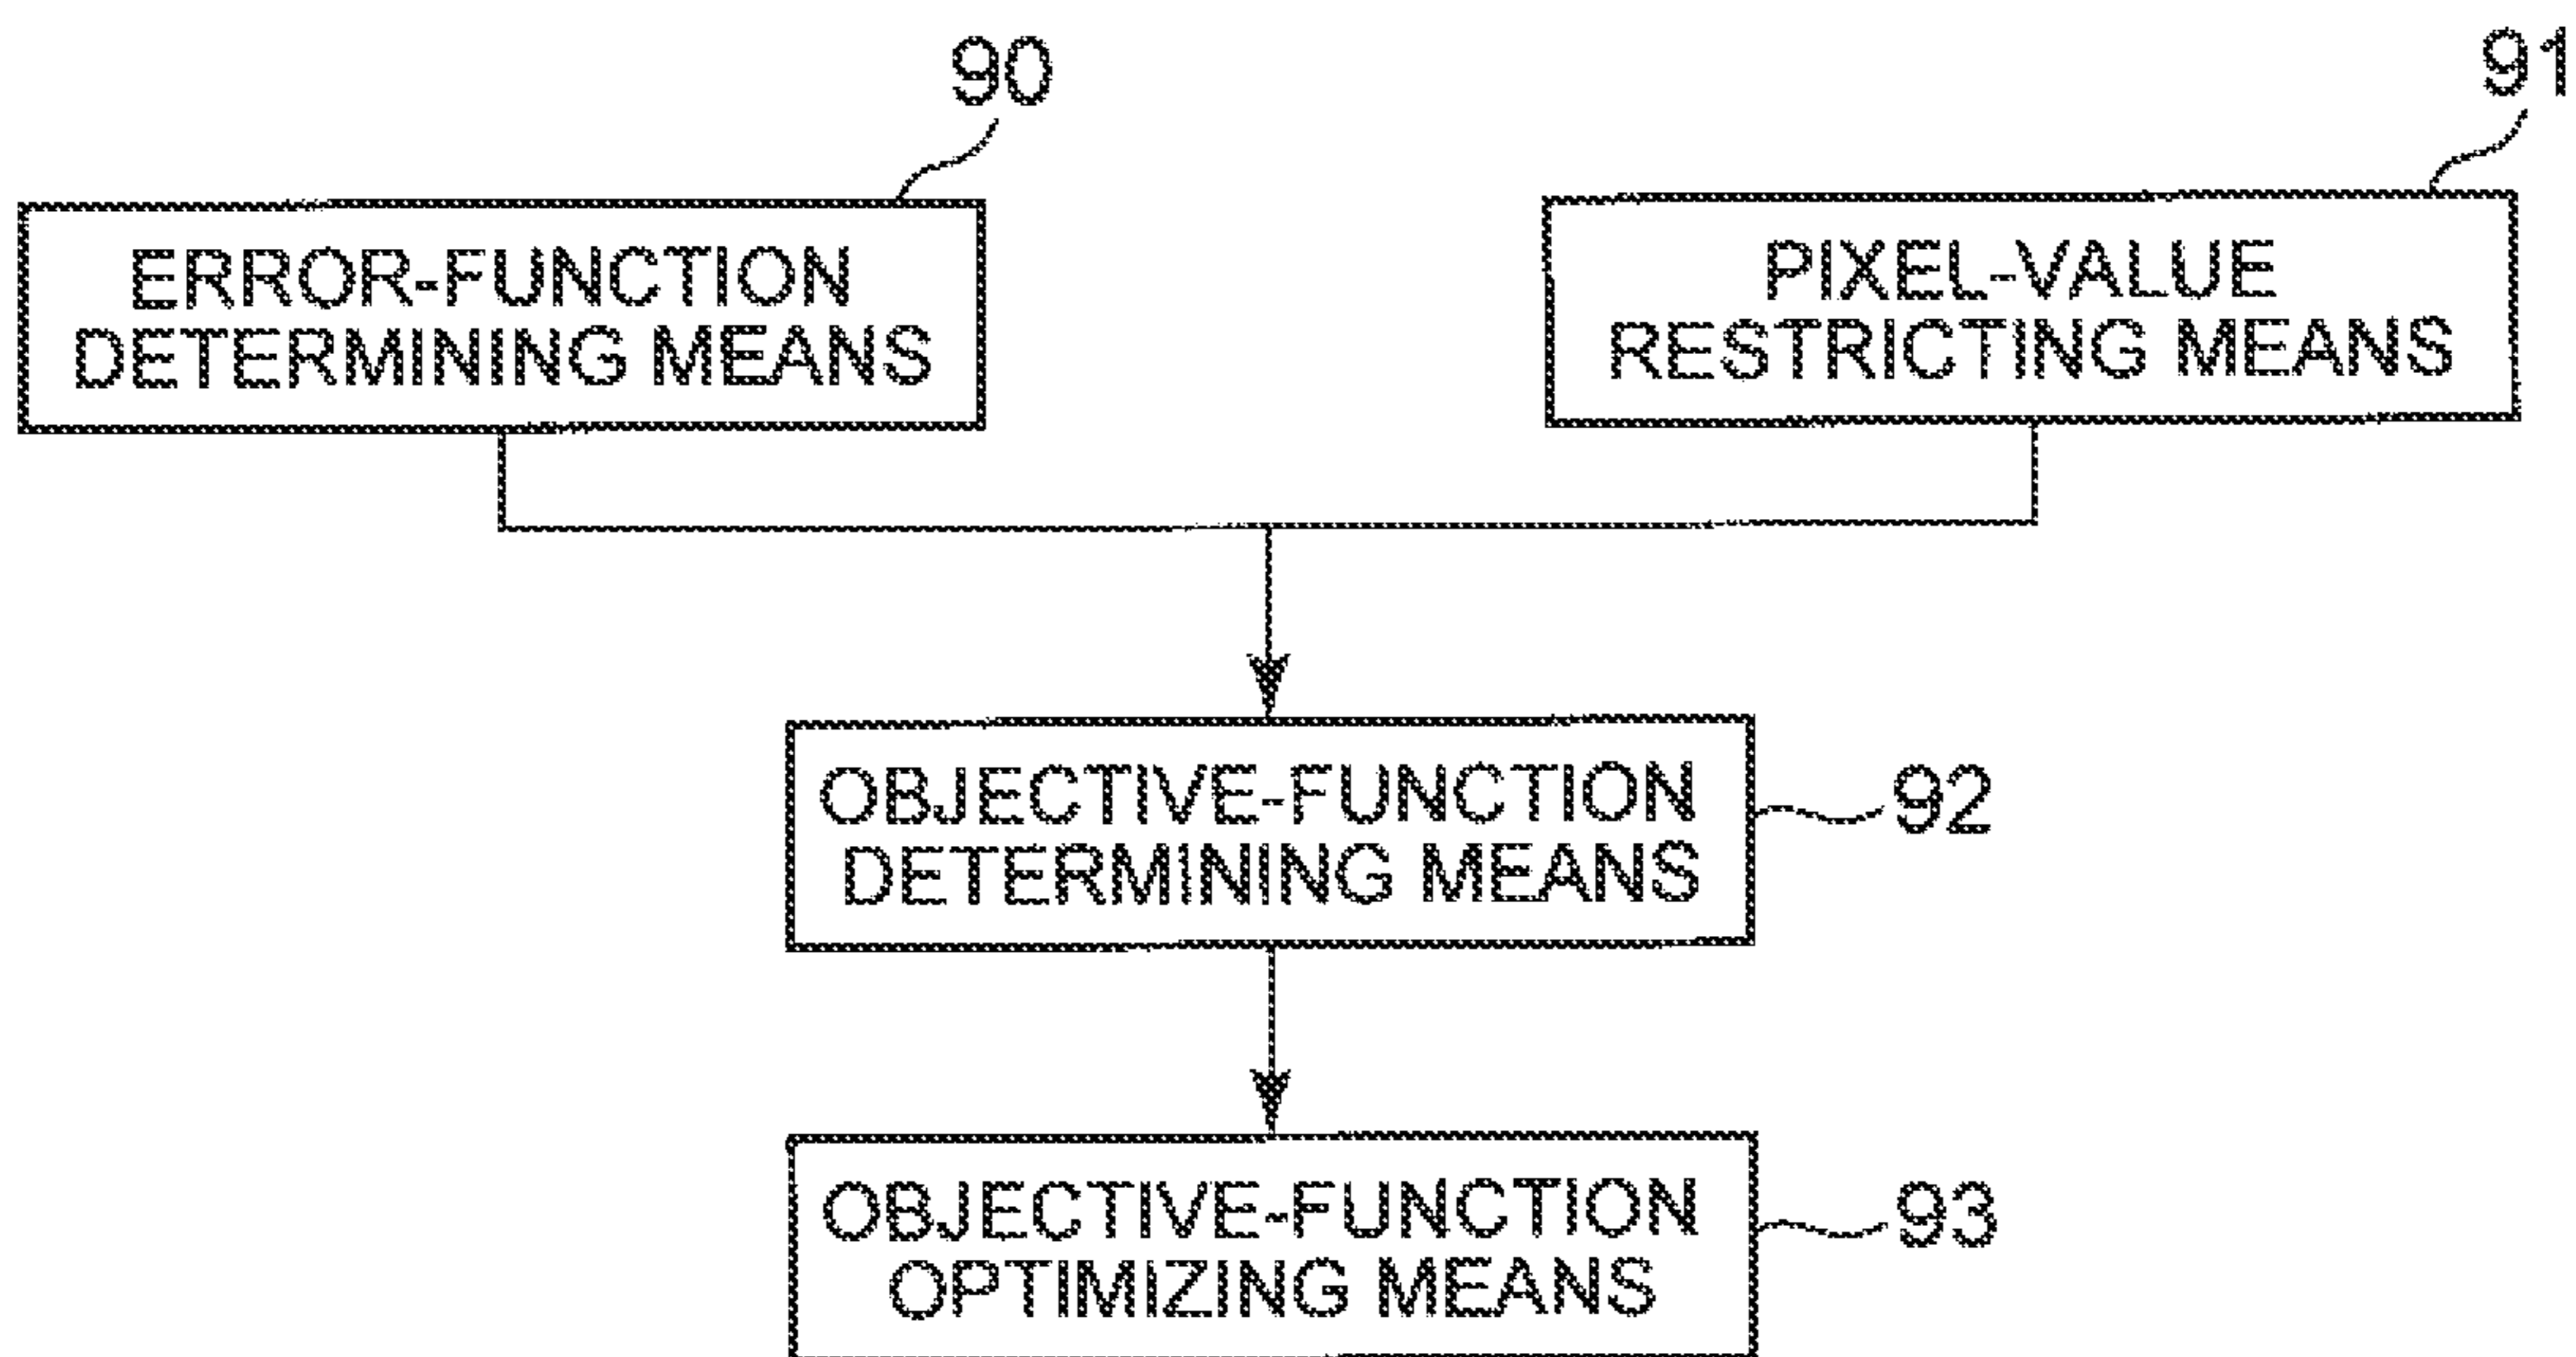 90
91
ERROR-FUNCTION
DETERMINING MEANS
PIXEL-VALUE
RESTRICTING MEANS
OBJECTIVE-FUNCTION
DETERMINING MEANS
92
OBJECTIVE-FUNCTION
OPTIMIZING MEANS
93